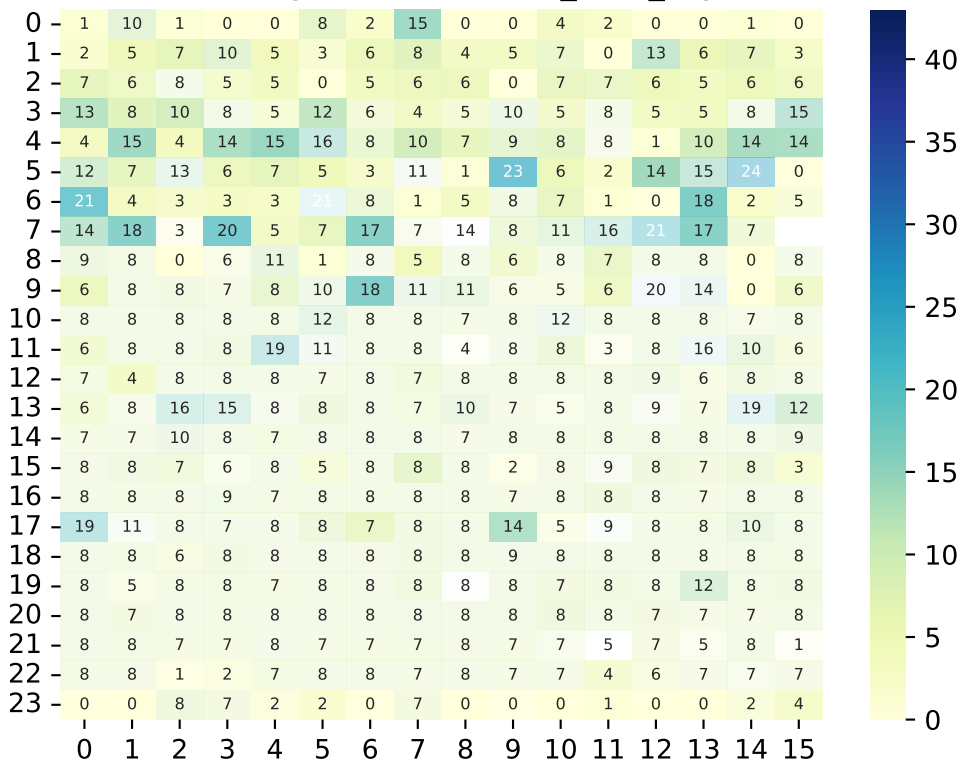 0 1 10 1 0 0 8 2 15 0 0 4 2 0 0 1 0
1 2 5 7 10 5 3 6 8 4 5 7 0 13 6 7 3
2 7 6 8 5 5 0 5 6 6 0 7 7 6 5 6 6
3 13 8 10 8 5 12 6 4 5 10 5 8 5 5 8 15
4 4 15 4 14 15 16 8 10 7 9 8 8 1 10 14 14
5 12 7 13 6 7 5 3 11 1 23 6 2 14 15 24 0
6 21 4 3 3 3 21 8 1 5 8 7 1 0 18 2 5
7 14 18 3 20 5 7 17 7 14 8 11 16 21 17 7
8 9 8 0 6 11 1 8 5 8 6 8 7 8 8 0 8
9 6 8 8 7 8 10 18 11 11 6 5 6 20 14 0 6
10 8 8 8 8 8 12 8 8 7 8 12 8 8 8 7 8
11 6 8 8 8 19 11 8 8 4 8 8 3 8 16 10 6
12 7 4 8 8 8 7 8 7 8 8 8 8 9 6 8 8
13 6 8 16 15 8 8 8 7 10 7 5 8 9 7 19 12
14 7 7 10 8 7 8 8 8 7 8 8 8 8 8 8 9
15 8 8 7 6 8 5 8 8 8 2 8 9 8 7 8 3
16 8 8 8 9 7 8 8 8 8 7 8 8 8 7 8 8
17 19 11 8 7 8 8 7 8 8 14 5 9 8 8 10 8
18 8 8 6 8 8 8 8 8 8 9 8 8 8 8 8 8
19 8 5 8 8 7 8 8 8 8 8 7 8 8 12 8 8
20 8 7 8 8 8 8 8 8 8 8 8 8 7 7 7 8
21 8 8 7 7 8 7 7 7 8 7 7 5 7 5 8 1
22 8 8 1 2 7 8 8 7 8 7 7 4 6 7 7 7
23 0 0 8 7 2 2 0 7 0 0 0 1 0 0 2 4
0 1 2 3 4 5 6 7 8 9 10 11 12 13 14 15
40
35
30
25
20
15
10
5
0